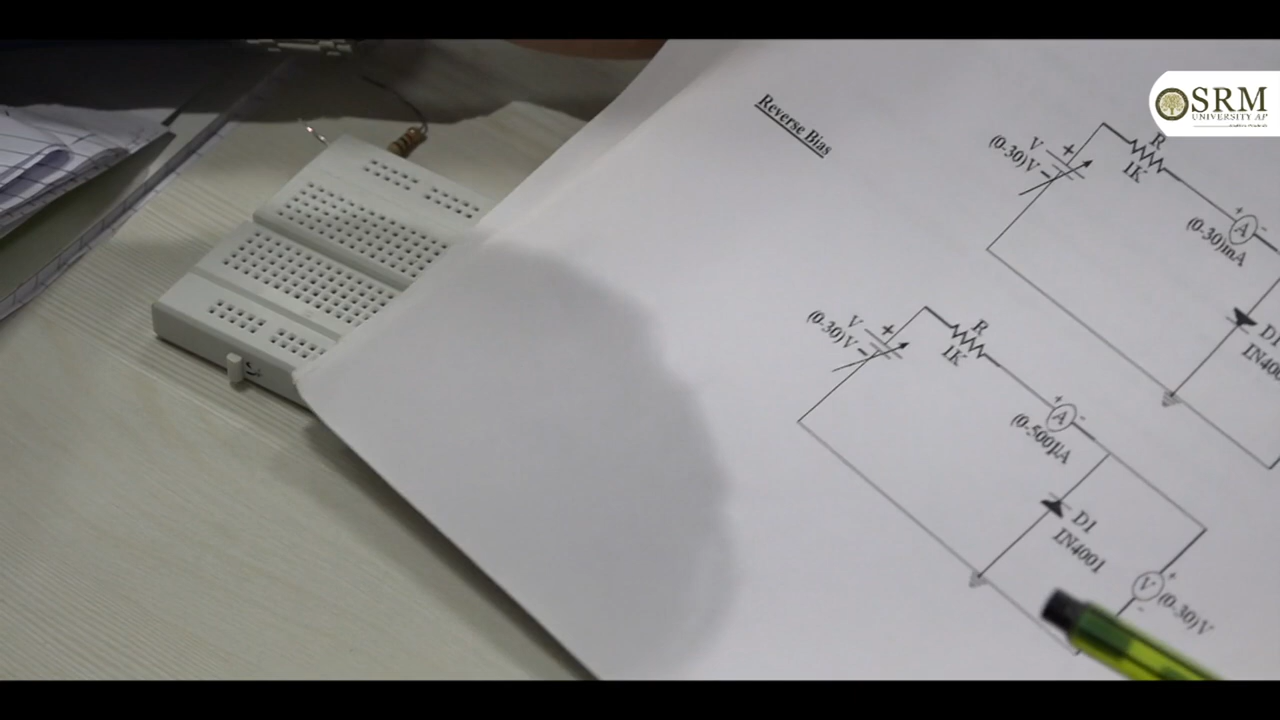 SRM
UNIVERSITY AP
Reverse Bias
V
(0-30)V
+
-
R
1K
+
-
A
(0-30)mA
D1
V
(0-30)V
+
-
R
1K
+
-
A
(0-500)µA
D1
IN4001
+
V
(0-30)V
-